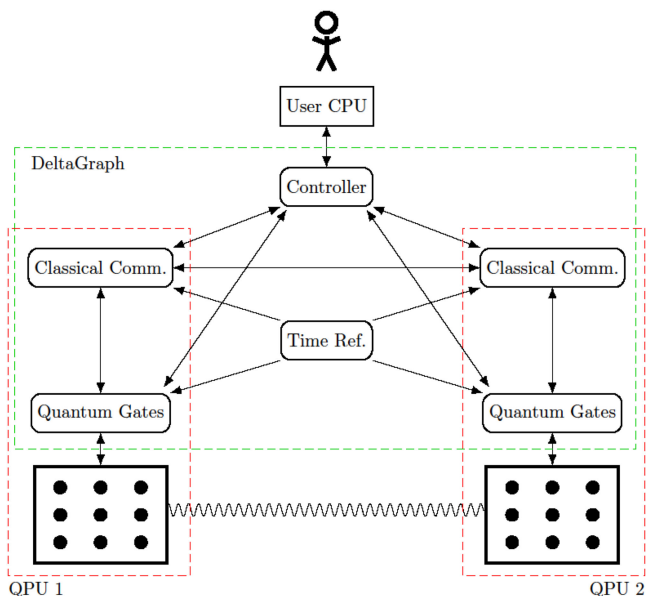 User CPU
DeltaGraph
Controller
Classical Comm.
Classical Comm.
Time Ref.
Quantum Gates
Quantum Gates
QPU 1
QPU 2